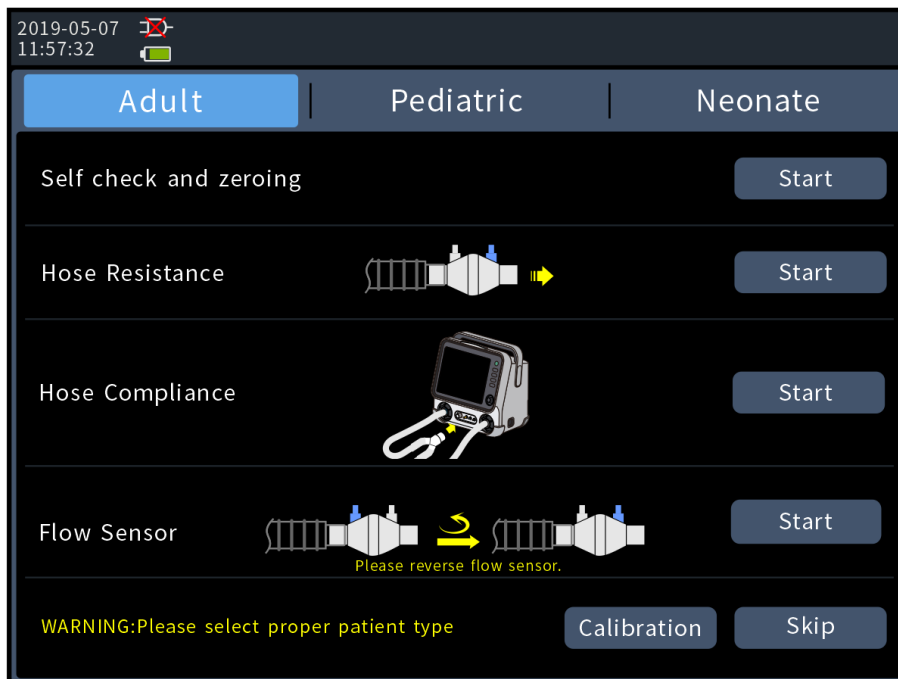 2019-05-07
11:57:32
Adult
Pediatric
Neonate
Self check and zeroing
Start
Hose Resistance
Start
Hose Compliance
Start
Flow Sensor
Start
Please reverse flow sensor.
WARNING:Please select proper patient type
Calibration
Skip